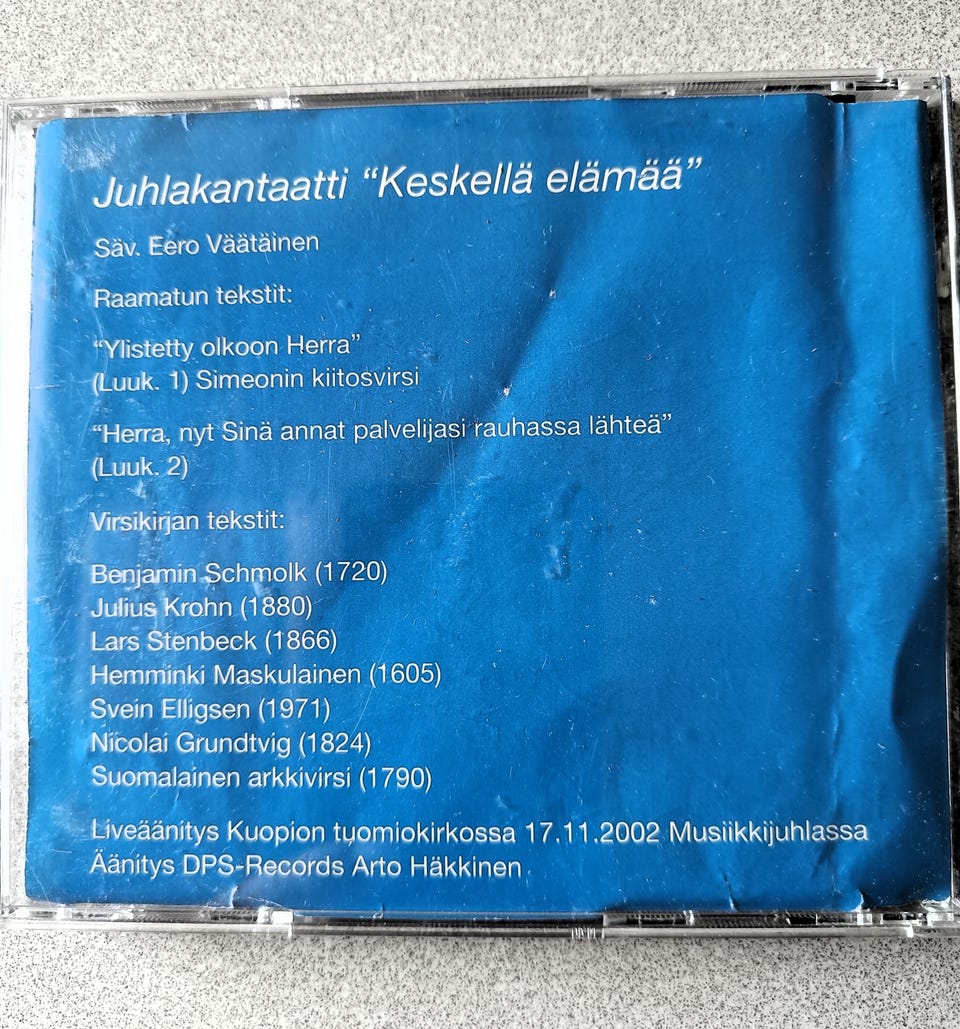 Juhlakantaatti “Keskellä elämää”
Säv. Eero Väätäinen
Raamatun tekstit:
“Ylistetty olkoon Herra”
(Luuk. 1) Simeonin kiitosvirsi
“Herra, nyt Sinä annat palvelijasi rauhassa lähteä”
(Luuk. 2)
Virsikirjan tekstit:
Benjamin Schmolk (1720)
Julius Krohn (1880)
Lars Stenbeck (1866)
Hemminki Maskulainen (1605)
Svein Elligsen (1971)
Nicolai Grundtvig (1824)
Suomalainen arkkivirsi (1790)
Liveäänitys Kuopion tuomiokirkossa 17.11.2002 Musiikkijuhlassa
Äänitys DPS-Records Arto Häkkinen